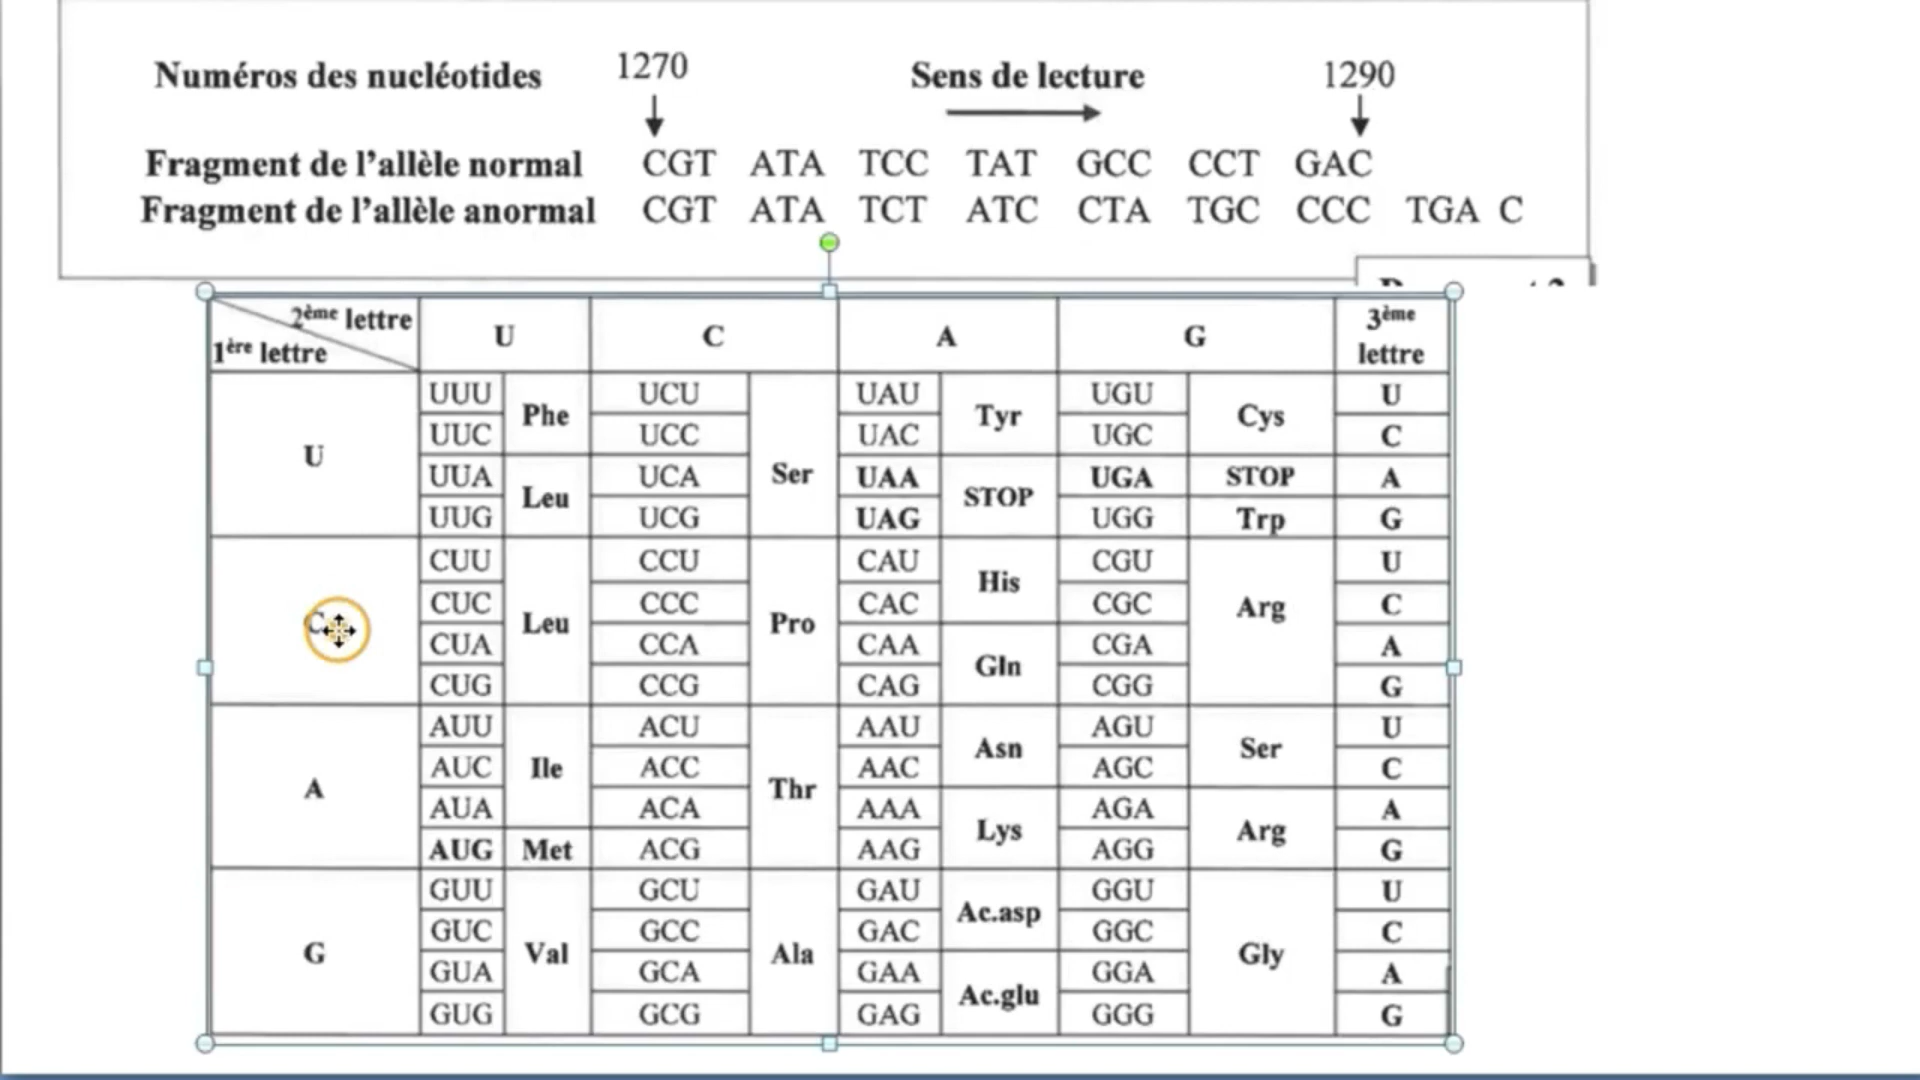 Numéros des nucléotides 1270 Sens de lecture 1290
Fragment de l'allèle normal CGT ATA TCC TAT GCC CCT GAC
Fragment de l'allèle anormal CGT ATA TCT ATC CTA TGC CCC TGA C
2ème lettre
1ère lettre
U C A G 3ème lettre
U
UUU Phe UCU Ser UAU Tyr UGU Cys U
UUC UCC UAC UGC C
UUA Leu UCA UAA STOP UGA STOP A
UUG UCG UAG UGG Trp G
C
CUU Leu CCU Pro CAU His CGU Arg U
CUC CCC CAC CGC C
CUA CCA CAA Gln CGA A
CUG CCG CAG CGG G
A
AUU Ile ACU Thr AAU Asn AGU Ser U
AUC ACC AAC AGC C
AUA ACA AAA Lys AGA Arg A
AUG Met ACG AAG AGG G
G
GUU Val GCU Ala GAU Ac.asp GGU Gly U
GUC GCC GAC GGC C
GUA GCA GAA Ac.glu GGA A
GUG GCG GAG GGG G